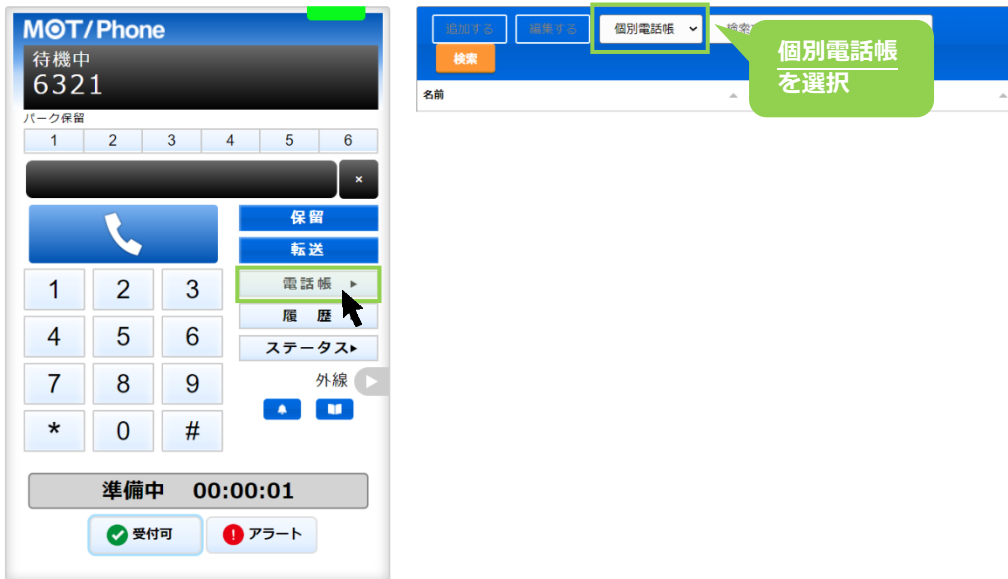 MOT/Phone
待機中
6321
パーク保留
1 2 3 4 5 6
×
保留
転送
電話帳
履 歴
ステータス
外線
1 2 3
4 5 6
7 8 9
* 0 #
準備中 00:00:01
受付可
! アラート
追加する 編集する 個別電話帳
検索
名前
個別電話帳
を選択